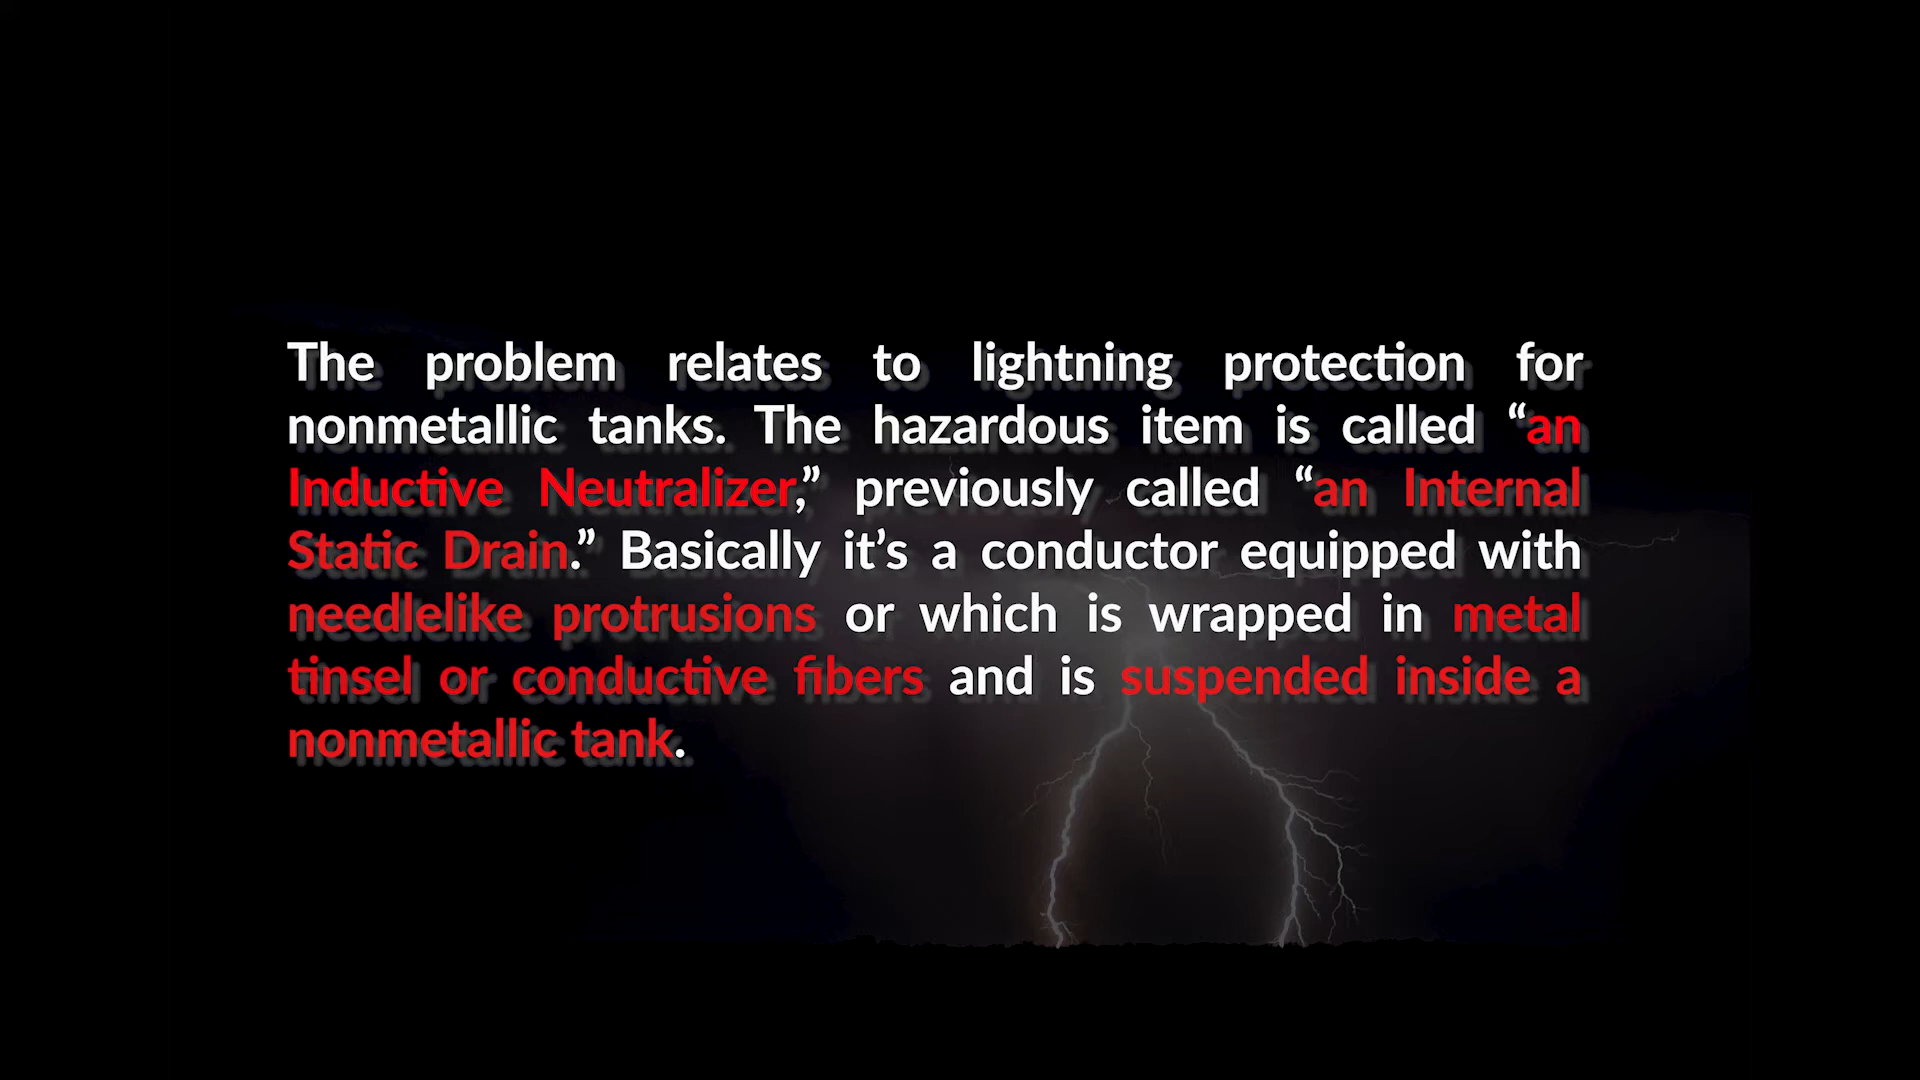 The problem relates to lightning protection for
nonmetallic tanks. The hazardous item is called “an
Inductive Neutralizer,” previously called “an Internal
Static Drain.” Basically it’s a conductor equipped with
needlelike protrusions or which is wrapped in metal
tinsel or conductive fibers and is suspended inside a
nonmetallic tank.